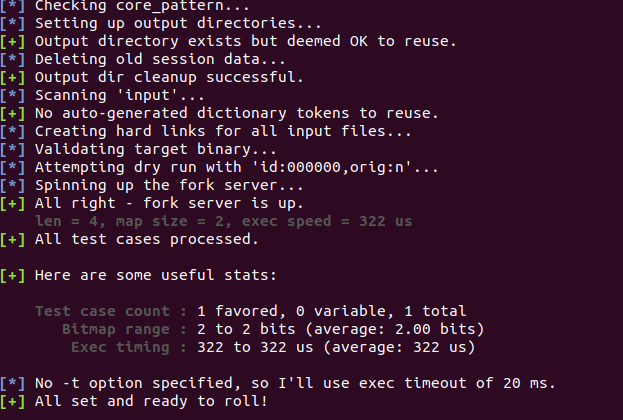 [*] Checking core_pattern...
[*] Setting up output directories...
[+] Output directory exists but deemed OK to reuse.
[*] Deleting old session data...
[+] Output dir cleanup successful.
[*] Scanning 'input'...
[+] No auto-generated dictionary tokens to reuse.
[*] Creating hard links for all input files...
[*] Validating target binary...
[*] Attempting dry run with 'id:000000,orig:n'...
[*] Spinning up the fork server...
[+] All right - fork server is up.
len = 4, map size = 2, exec speed = 322 us
[+] All test cases processed.
[+] Here are some useful stats:
Test case count : 1 favored, 0 variable, 1 total
Bitmap range : 2 to 2 bits (average: 2.00 bits)
Exec timing : 322 to 322 us (average: 322 us)
[*] No -t option specified, so I'll use exec timeout of 20 ms.
[+] All set and ready to roll!